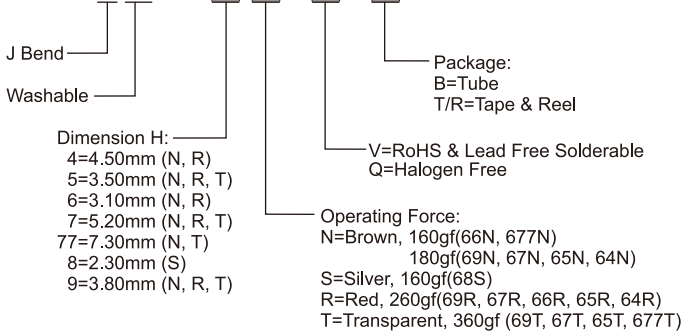 J Bend
Washable
Package:
B=Tube
T/R=Tape & Reel
Dimension H:
4=4.50mm (N, R)
5=3.50mm (N, R, T)
6=3.10mm (N, R)
7=5.20mm (N, R, T)
77=7.30mm (N, T)
8=2.30mm (S)
9=3.80mm (N, R, T)
V=RoHS & Lead Free Solderable
Q=Halogen Free
Operating Force:
N=Brown, 160gf(66N, 677N)
180gf(69N, 67N, 65N, 64N)
S=Silver, 160gf(68S)
R=Red, 260gf(69R, 67R, 66R, 65R, 64R)
T=Transparent, 360gf (69T, 67T, 65T, 677T)